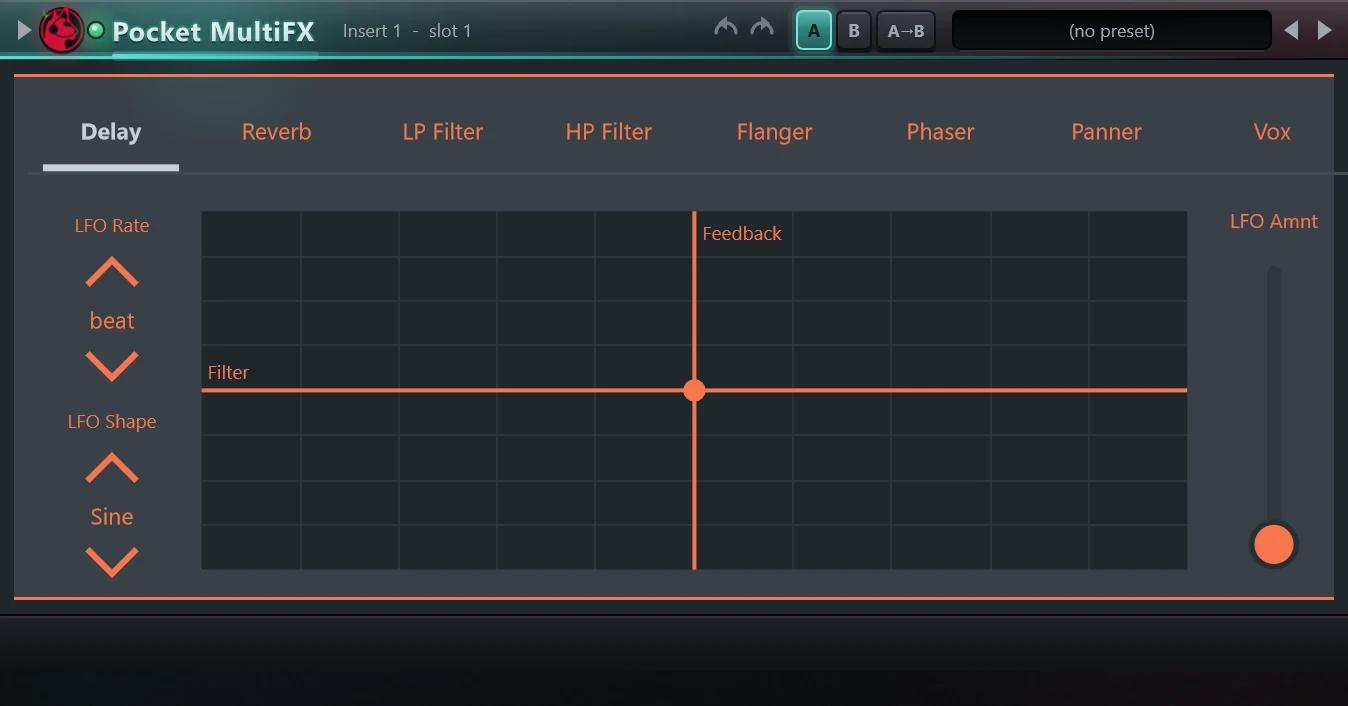 Pocket MultiFX Insert 1 - slot 1 A B A→B (no preset)
Delay Reverb LP Filter HP Filter Flanger Phaser Panner Vox
LFO Rate
beat
LFO Shape
Sine
Feedback
Filter
LFO Amnt